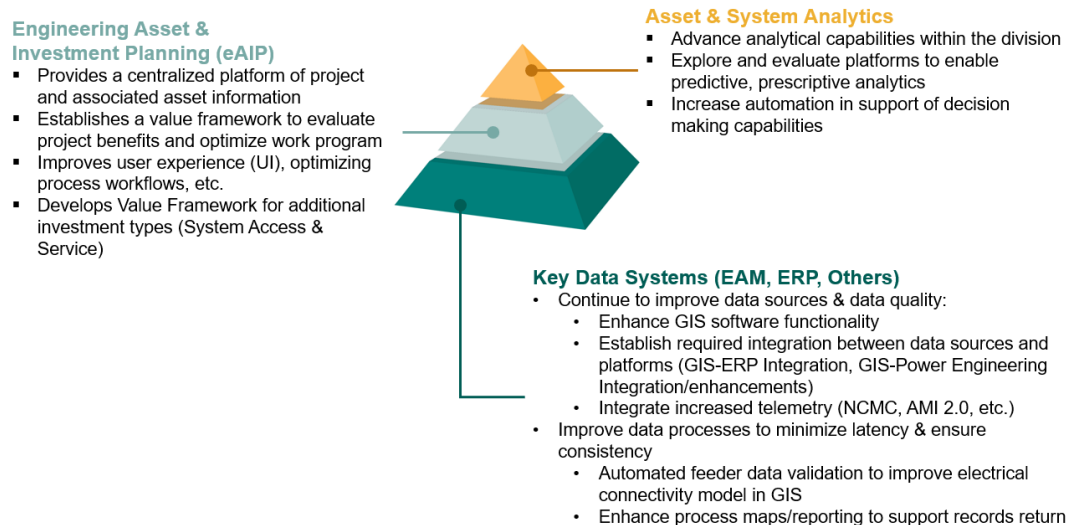 Engineering Asset &
Investment Planning (eAIP)
▪ Provides a centralized platform of project
and associated asset information
▪ Establishes a value framework to evaluate
project benefits and optimize work program
▪ Improves user experience (UI), optimizing
process workflows, etc.
▪ Develops Value Framework for additional
investment types (System Access &
Service)
Asset & System Analytics
▪ Advance analytical capabilities within the division
▪ Explore and evaluate platforms to enable
predictive, prescriptive analytics
▪ Increase automation in support of decision
making capabilities
Key Data Systems (EAM, ERP, Others)
• Continue to improve data sources & data quality:
• Enhance GIS software functionality
• Establish required integration between data sources and
platforms (GIS-ERP Integration, GIS-Power Engineering
Integration/enhancements)
• Integrate increased telemetry (NCMC, AMI 2.0, etc.)
• Improve data processes to minimize latency & ensure
consistency
• Automated feeder data validation to improve electrical
connectivity model in GIS
• Enhance process maps/reporting to support records return